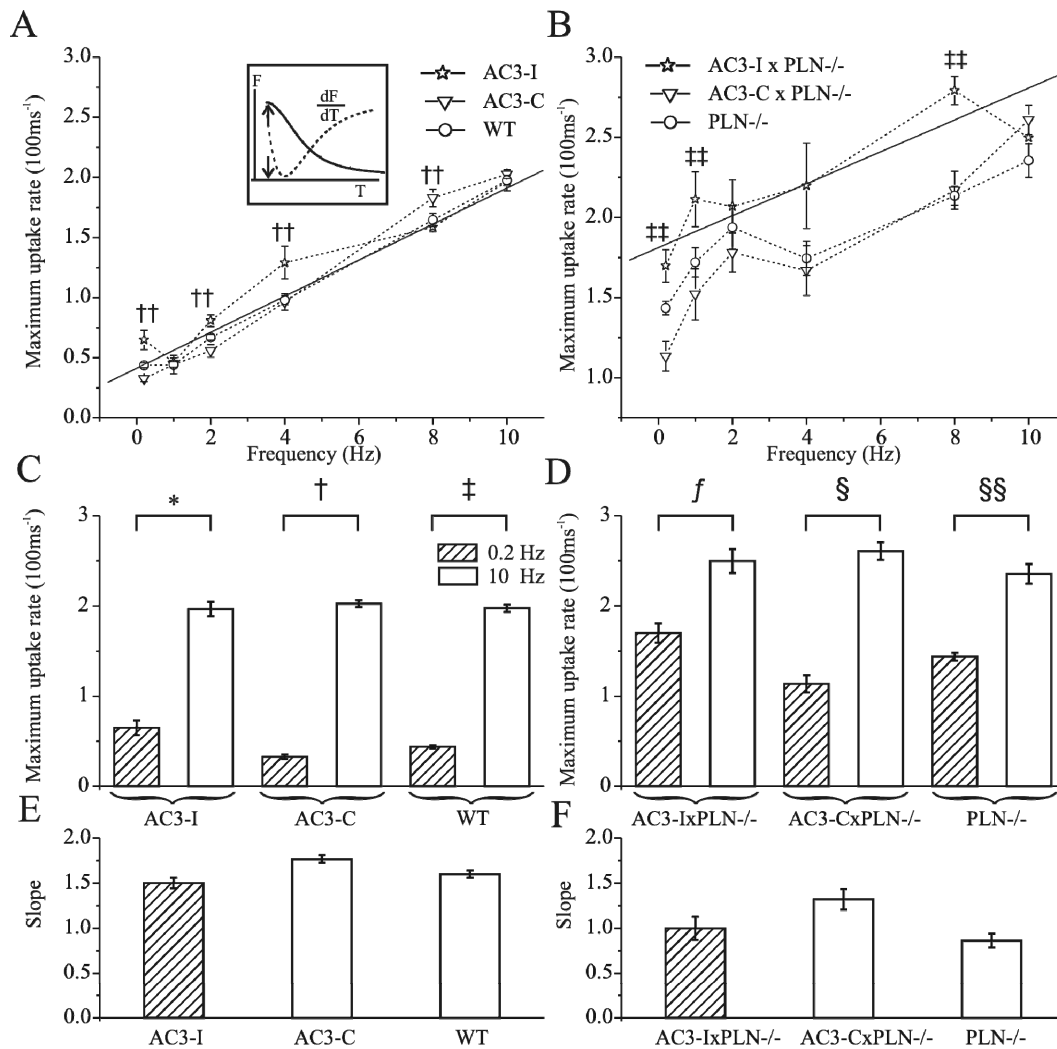 A
Maximum uptake rate (100ms-1)
3.0
2.5
2.0
1.5
1.0
0.5
0.0
F
dF
dT
T
AC3-I
AC3-C
WT
††
††
††
††
0 2 4 6 8 10
Frequency (Hz)
B
Maximum uptake rate (100ms-1)
3.0
2.5
2.0
1.5
1.0
AC3-I x PLN-/-
AC3-C x PLN-/-
PLN-/-
‡‡
‡‡
‡‡
0 2 4 6 8 10
Frequency (Hz)
C
Maximum uptake rate (100ms-1)
3
2
1
0
* † ‡
0.2 Hz
10 Hz
AC3-I AC3-C WT
D
Maximum uptake rate (100ms-1)
3
2
1
0
ƒ § §§
AC3-IxPLN-/- AC3-CxPLN-/- PLN-/-
E
Slope
2.0
1.5
1.0
0.5
0.0
AC3-I AC3-C WT
F
Slope
2.0
1.5
1.0
0.5
0.0
AC3-IxPLN-/- AC3-CxPLN-/- PLN-/-